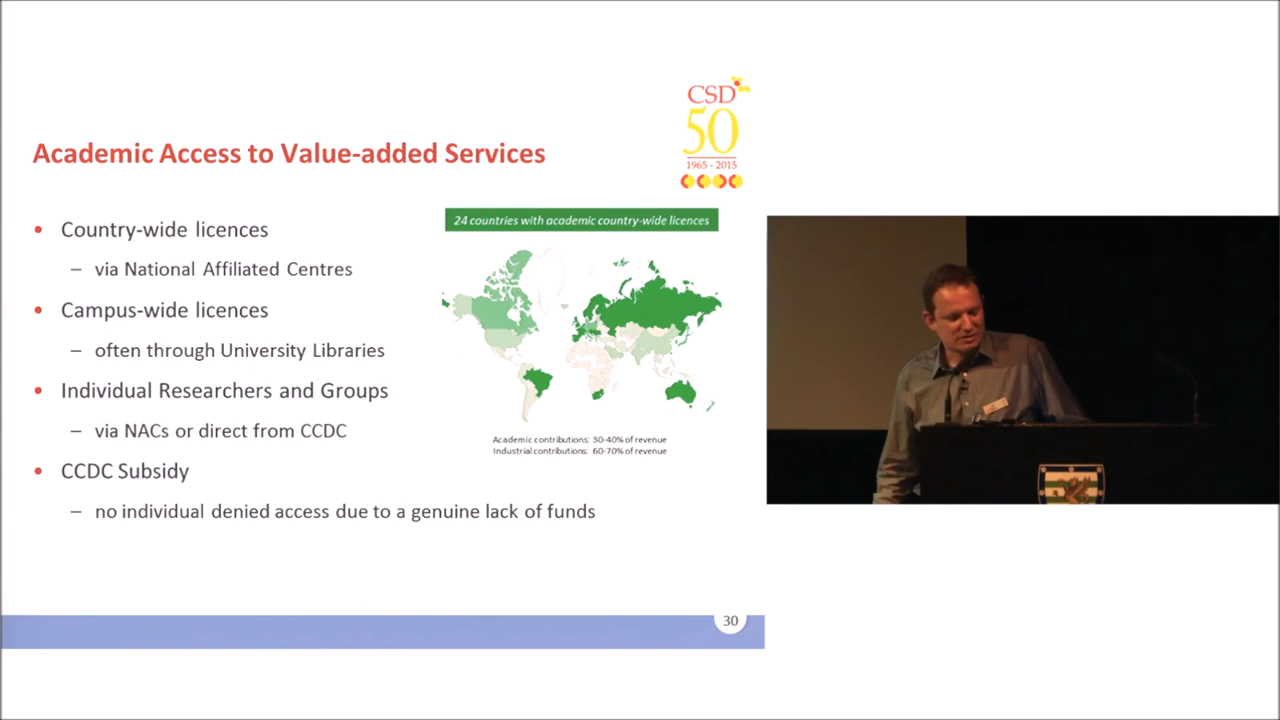 CSD
50
1965 - 2015
Academic Access to Value-added Services
• Country-wide licences
– via National Affiliated Centres
• Campus-wide licences
– often through University Libraries
• Individual Researchers and Groups
– via NACs or direct from CCDC
• CCDC Subsidy
– no individual denied access due to a genuine lack of funds
24 countries with academic country-wide licences
Academic contributions: 30-40% of revenue
Industrial contributions: 60-70% of revenue
30